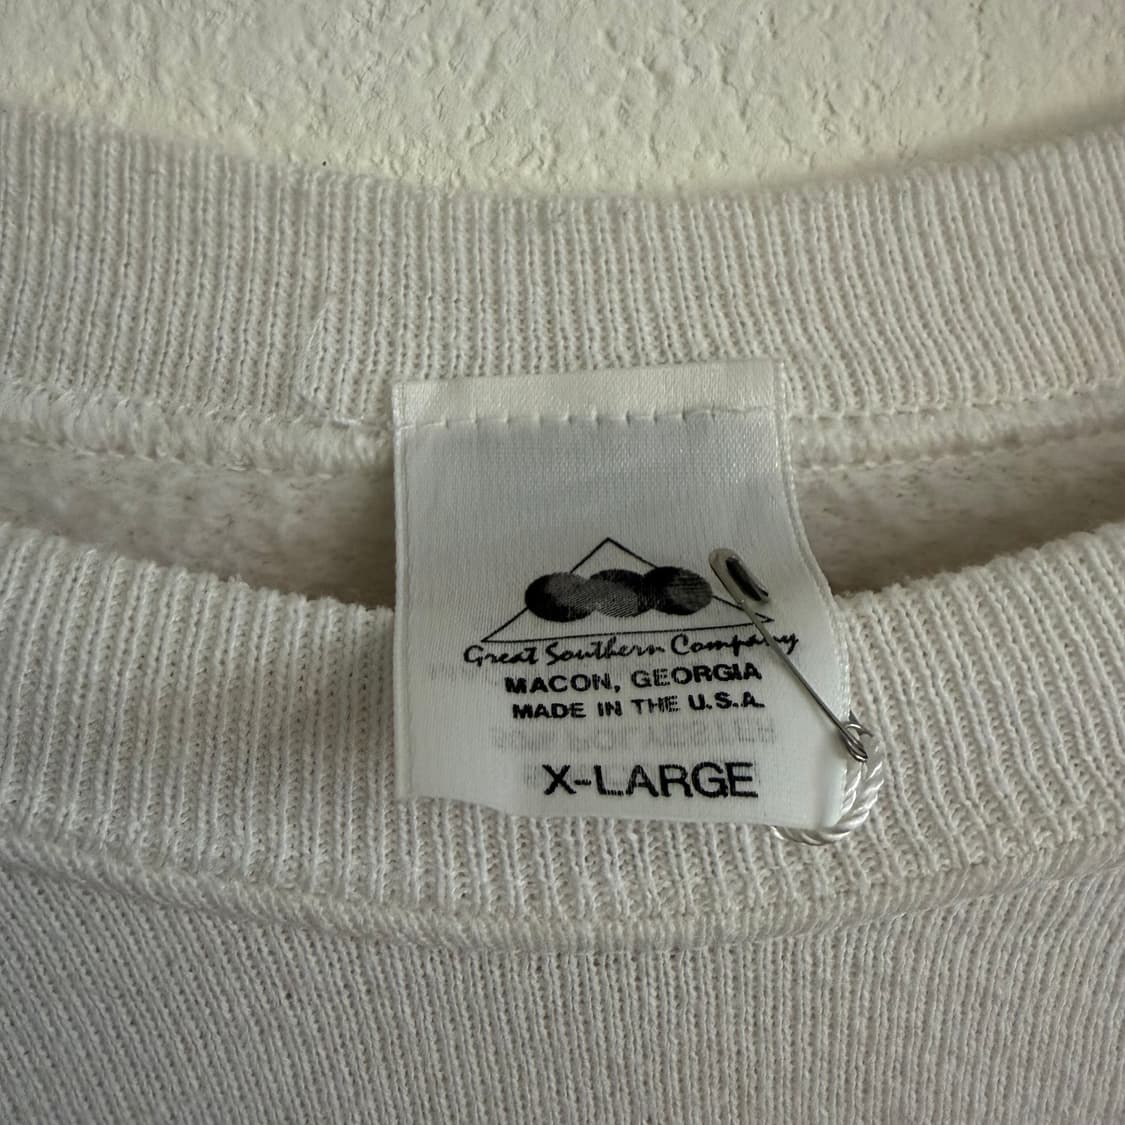 Great Southern Company
MACON, GEORGIA
MADE IN THE U.S.A.
X-LARGE